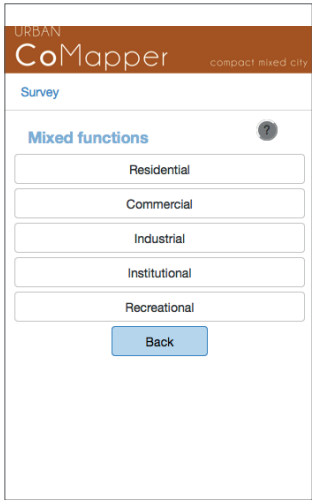 URBAN
CoMapper compact mixed city
Survey
Mixed functions ?
Residential
Commercial
Industrial
Institutional
Recreational
Back